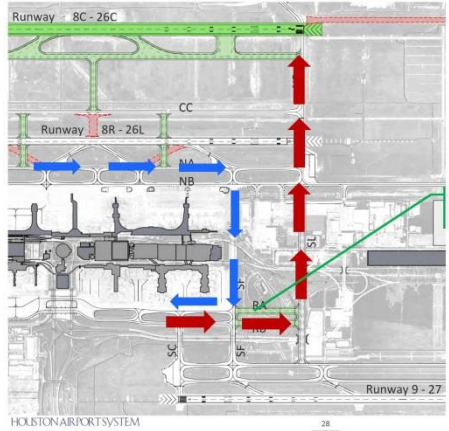 Runway 8C - 26C
CC
Runway 8R - 26L
NA
NB
SF
SL
RA
RB
SC
SF
Runway 9 - 27
HOUSTON AIRPORT SYSTEM
28